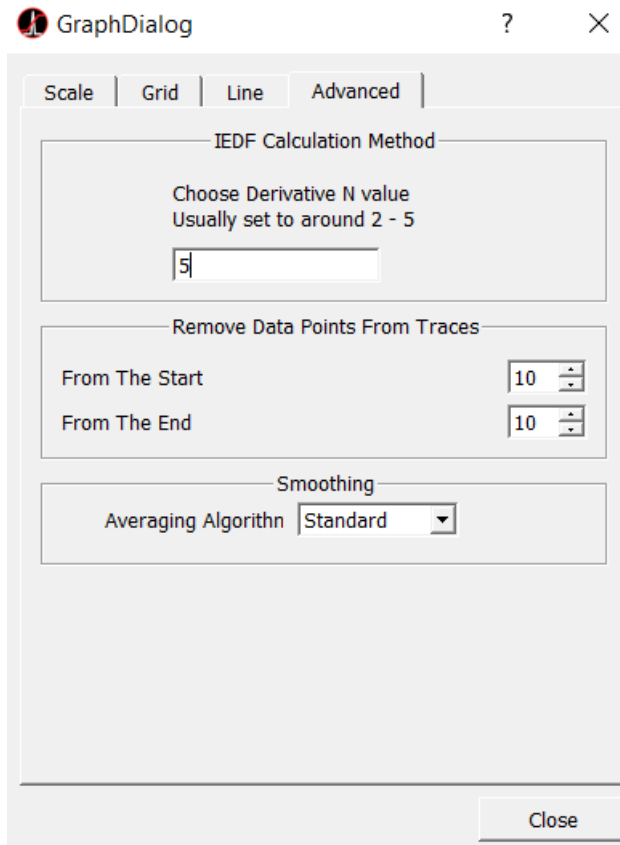 GraphDialog ?
Scale Grid Line Advanced
IEDF Calculation Method
Choose Derivative N value
Usually set to around 2 - 5
5
Remove Data Points From Traces
From The Start 10
From The End 10
Smoothing
Averaging Algorithn Standard
Close